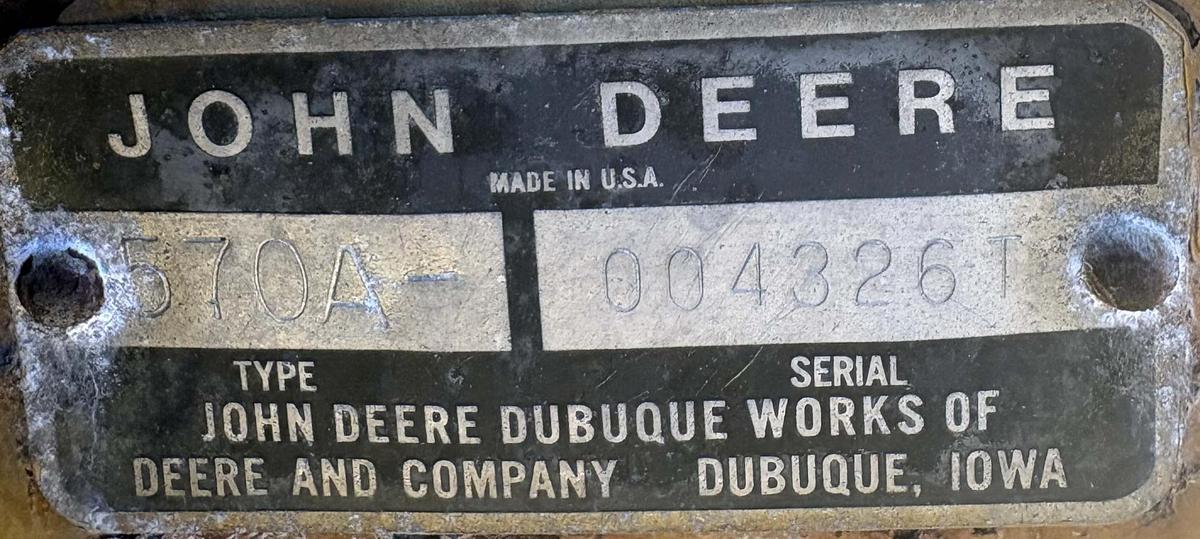 JOHN DEERE
MADE IN U.S.A.
570A- 004326T
TYPE SERIAL
JOHN DEERE DUBUQUE WORKS OF
DEERE AND COMPANY DUBUQUE, IOWA